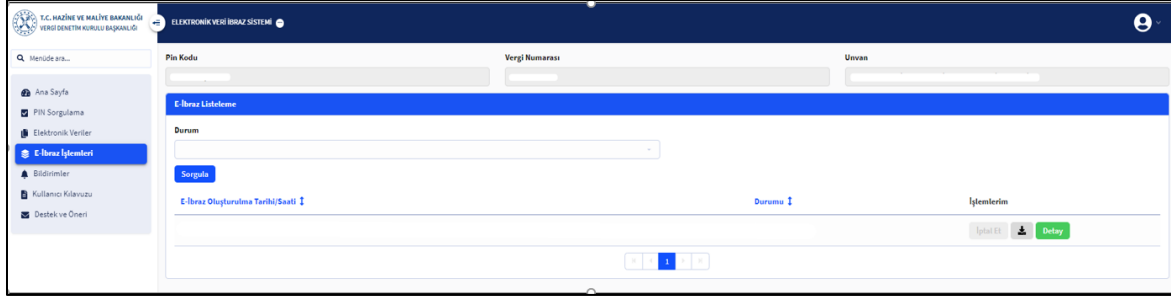 T.C. HAZİNE VE MALİYE BAKANLIĞI
VERGİ DENETİM KURULU BAŞKANLIĞI
ELEKTRONİK VERİ İBRAZ SİSTEMİ
Menüde ara...
Ana Sayfa
PIN Sorgulama
Elektronik Veriler
E-İbraz İşlemleri
Bildirimler
Kullanıcı Kılavuzu
Destek ve Öneri
Pin Kodu
Vergi Numarası
Unvan
E-İbraz Listeleme
Durum
Sorgula
E-İbraz Oluşturulma Tarihi/Saati
Durumu
İşlemlerim
İptal Et
Detay
« ‹ 1 › »